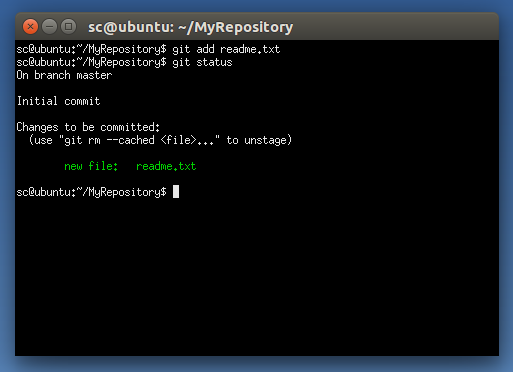 sc@ubuntu: ~/MyRepository
sc@ubuntu:~/MyRepository$ git add readme.txt
sc@ubuntu:~/MyRepository$ git status
On branch master
Initial commit
Changes to be committed:
  (use "git rm --cached <file>..." to unstage)
        new file:   readme.txt
sc@ubuntu:~/MyRepository$